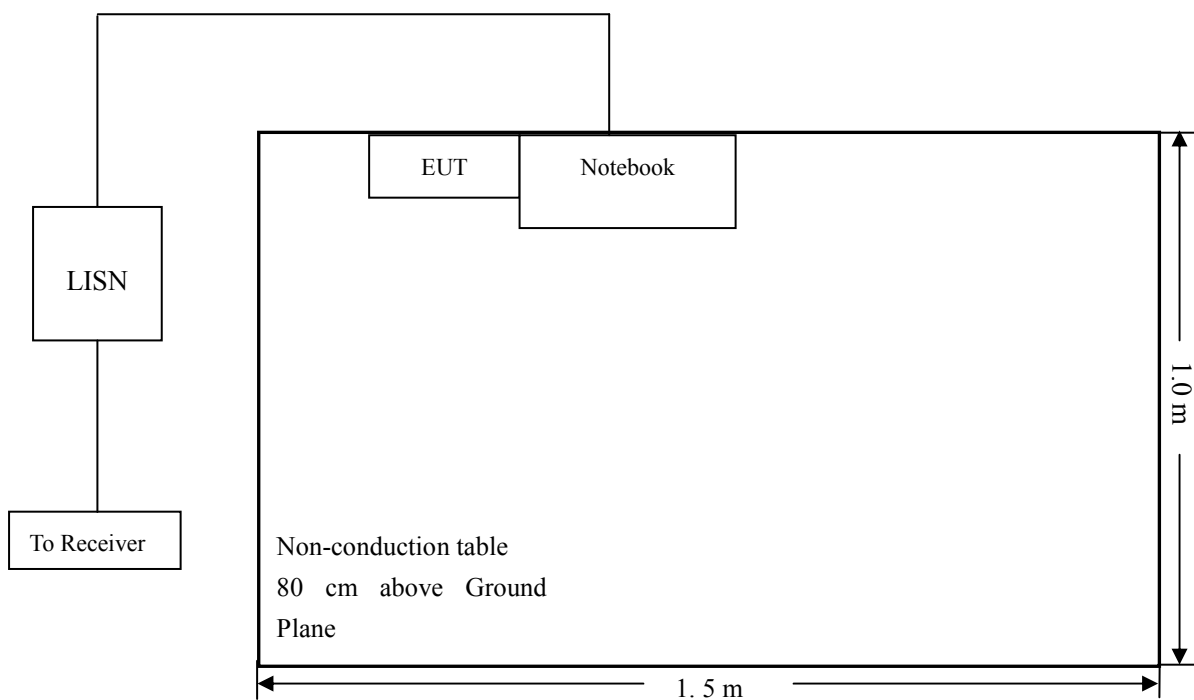 EUT
Notebook
LISN
To Receiver
Non-conduction table
80 cm above Ground
Plane
1.0 m
1. 5 m